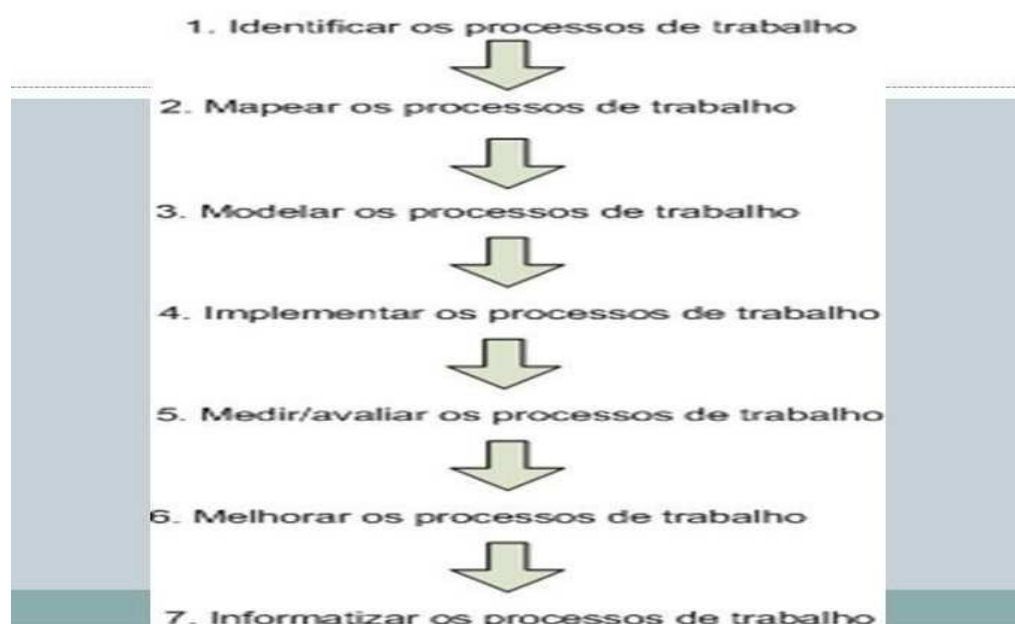 1. Identificar os processos de trabalho
2. Mapear os processos de trabalho
3. Modelar os processos de trabalho
4. Implementar os processos de trabalho
5. Medir/avaliar os processos de trabalho
6. Melhorar os processos de trabalho
7. Informatizar os processos de trabalho